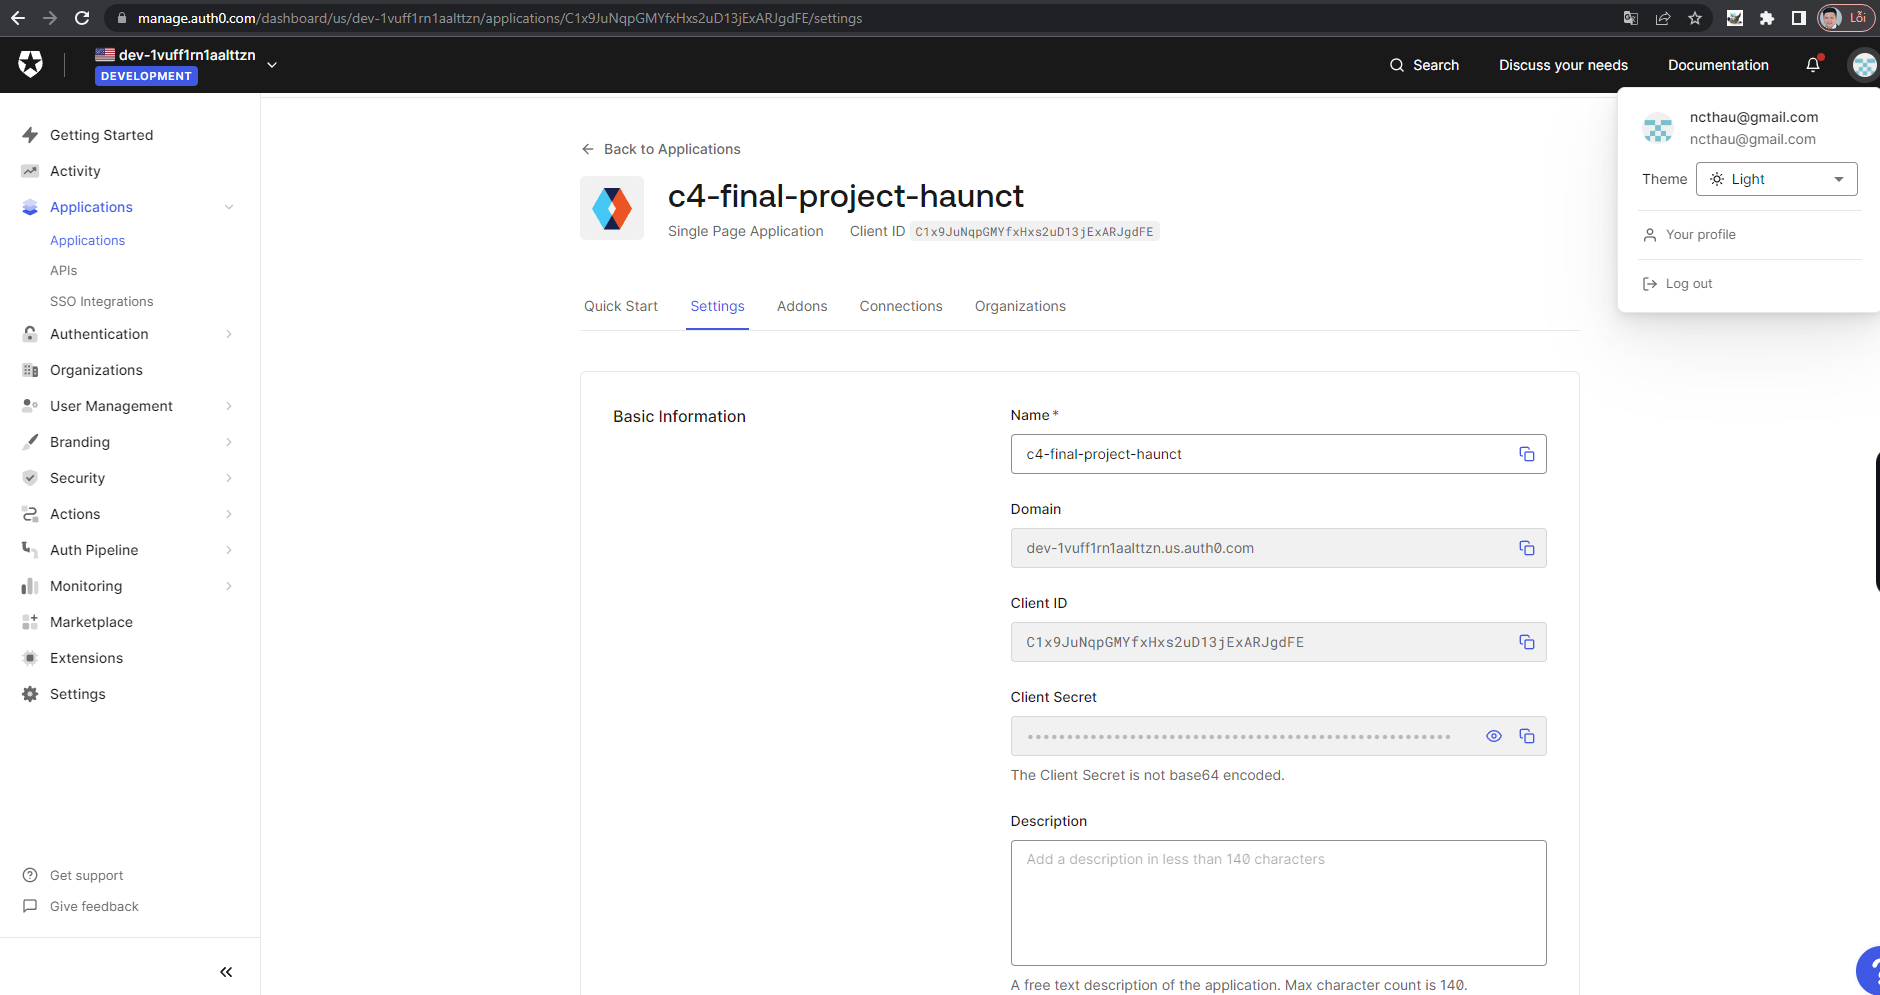 manage.auth0.com/dashboard/us/dev-1vuff1rn1aalttzn/applications/C1x9JuNqpGMYfxHxs2uD13jExARJgdFE/settings
Lỗi
dev-1vuff1rn1aalttzn
DEVELOPMENT
Search
Discuss your needs
Documentation
ncthau@gmail.com
ncthau@gmail.com
Theme Light
Your profile
Log out
Getting Started
Activity
Applications
Applications
APIs
SSO Integrations
Authentication
Organizations
User Management
Branding
Security
Actions
Auth Pipeline
Monitoring
Marketplace
Extensions
Settings
Get support
Give feedback
Back to Applications
c4-final-project-haunct
Single Page Application Client ID C1x9JuNqpGMYfxHxs2uD13jExARJgdFE
Quick Start Settings Addons Connections Organizations
Basic Information
Name*
c4-final-project-haunct
Domain
dev-1vuff1rn1aalttzn.us.auth0.com
Client ID
C1x9JuNqpGMYfxHxs2uD13jExARJgdFE
Client Secret
The Client Secret is not base64 encoded.
Description
Add a description in less than 140 characters
A free text description of the application. Max character count is 140.